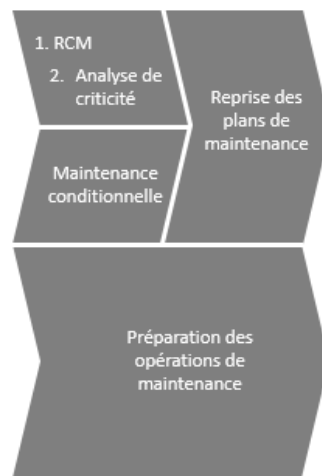 1. RCM
2. Analyse de
criticité
Reprise des
plans de
maintenance
Maintenance
conditionnelle
Préparation des
opérations de
maintenance